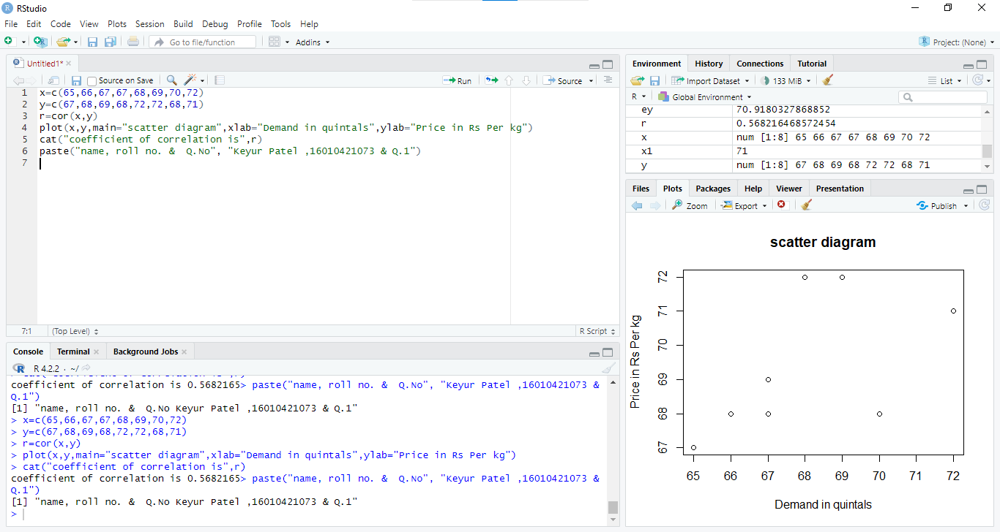 RStudio
File Edit Code View Plots Session Build Debug Profile Tools Help
Go to file/function Addins Project: (None)
Untitled1*
Source on Save Run Source
1 x=c(65,66,67,67,68,69,70,72)
2 y=c(67,68,69,68,72,72,68,71)
3 r=cor(x,y)
4 plot(x,y,main="scatter diagram",xlab="Demand in quintals",ylab="Price in Rs Per kg")
5 cat("coefficient of correlation is",r)
6 paste("name, roll no. &  Q.No", "Keyur Patel ,16010421073 & Q.1")
7
7:1 (Top Level) R Script
Console Terminal Background Jobs
R 4.2.2 · ~/
coefficient of correlation is 0.5682165> paste("name, roll no. &  Q.No", "Keyur Patel ,16010421073 &
Q.1")
[1] "name, roll no. &  Q.No Keyur Patel ,16010421073 & Q.1"
> x=c(65,66,67,67,68,69,70,72)
> y=c(67,68,69,68,72,72,68,71)
> r=cor(x,y)
> plot(x,y,main="scatter diagram",xlab="Demand in quintals",ylab="Price in Rs Per kg")
> cat("coefficient of correlation is",r)
coefficient of correlation is 0.5682165> paste("name, roll no. &  Q.No", "Keyur Patel ,16010421073 &
Q.1")
[1] "name, roll no. &  Q.No Keyur Patel ,16010421073 & Q.1"
>
Environment History Connections Tutorial
Import Dataset 133 MiB List
R Global Environment
ey 70.9180327868852
r 0.568216468572454
x num [1:8] 65 66 67 67 68 69 70 72
x1 71
y num [1:8] 67 68 69 68 72 72 68 71
Files Plots Packages Help Viewer Presentation
Zoom Export Publish
scatter diagram
Price in Rs Per kg
72
71
70
69
68
67
65 66 67 68 69 70 71 72
Demand in quintals